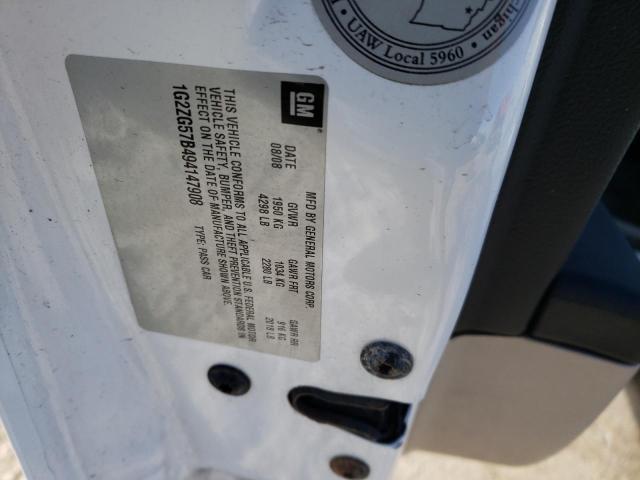 GM
MFD BY GENERAL MOTORS CORP.
DATE GVWR GAWR FRT GAWR RR
08/08 1950 KG 1034 KG 916 KG
4298 LB 2280 LB 2018 LB
THIS VEHICLE CONFORMS TO ALL APPLICABLE U.S. FEDERAL MOTOR
VEHICLE SAFETY, BUMPER, AND THEFT PREVENTION STANDARDS IN
EFFECT ON THE DATE OF MANUFACTURE SHOWN ABOVE.
1G2ZG57B494147908 TYPE: PASS CAR
UAW Local 5960